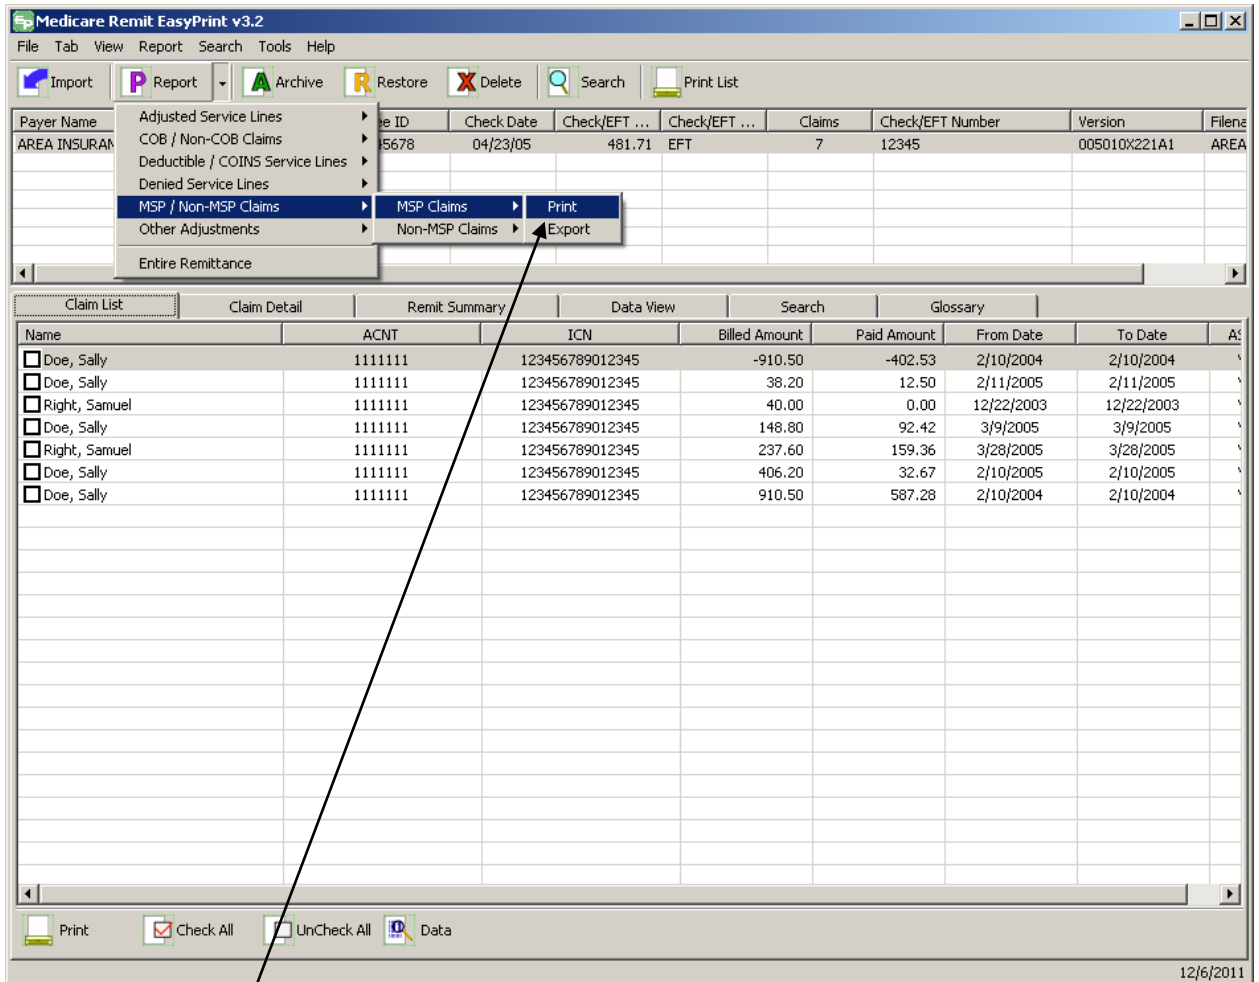 Medicare Remit EasyPrint v3.2
File Tab View Report Search Tools Help
Import Report Archive Restore Delete Search Print List
Payer Name ee ID Check Date Check/EFT ... Check/EFT ... Claims Check/EFT Number Version Filena
AREA INSURAN 5678 04/23/05 481.71 EFT 7 12345 005010X221A1 AREA
Adjusted Service Lines
COB / Non-COB Claims
Deductible / COINS Service Lines
Denied Service Lines
MSP / Non-MSP Claims MSP Claims Print
Other Adjustments Non-MSP Claims Export
Entire Remittance
Claim List Claim Detail Remit Summary Data View Search Glossary
Name ACNT ICN Billed Amount Paid Amount From Date To Date AS
Doe, Sally 1111111 123456789012345 -910.50 -402.53 2/10/2004 2/10/2004
Doe, Sally 1111111 123456789012345 38.20 12.50 2/11/2005 2/11/2005
Right, Samuel 1111111 123456789012345 40.00 0.00 12/22/2003 12/22/2003
Doe, Sally 1111111 123456789012345 148.80 92.42 3/9/2005 3/9/2005
Right, Samuel 1111111 123456789012345 237.60 159.36 3/28/2005 3/28/2005
Doe, Sally 1111111 123456789012345 406.20 32.67 2/10/2005 2/10/2005
Doe, Sally 1111111 123456789012345 910.50 587.28 2/10/2004 2/10/2004
Print Check All UnCheck All Data
12/6/2011